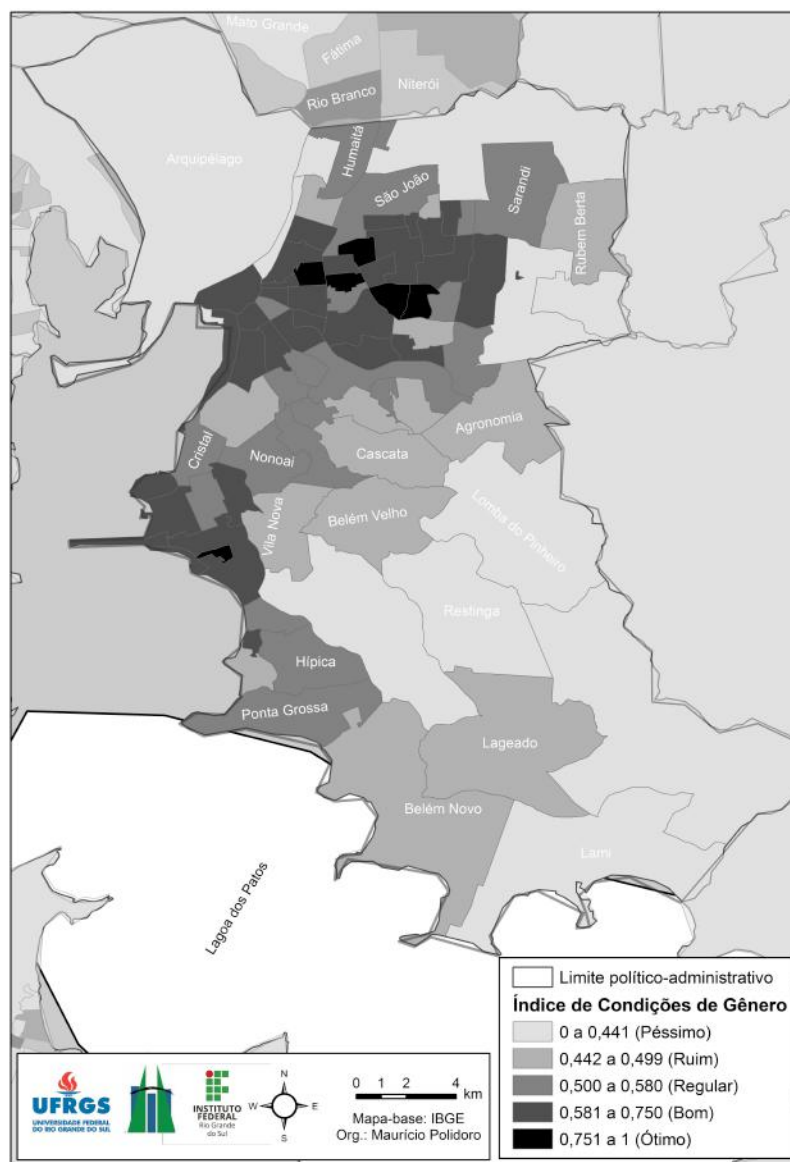 Mato Grande
Fátima
Niterói
Rio Branco
Humaitá
Arquipélago
São João
Sarandi
Rubem Berta
Agronomia
Cristal
Nonoai
Cascata
Vila Nova
Belém Velho
Lomba do Pinheiro
Restinga
Hípica
Ponta Grossa
Lageado
Belém Novo
Lami
Lagoa dos Patos
Limite político-administrativo
Índice de Condições de Gênero
0 a 0,441 (Péssimo)
0,442 a 0,499 (Ruim)
0,500 a 0,580 (Regular)
0,581 a 0,750 (Bom)
0,751 a 1 (Ótimo)
UFRGS
UNIVERSIDADE FEDERAL
DO RIO GRANDE DO SUL
INSTITUTO
FEDERAL
Rio Grande
do Sul
N
W
E
S
0 1 2 4
km
Mapa-base: IBGE
Org.: Maurício Polidoro